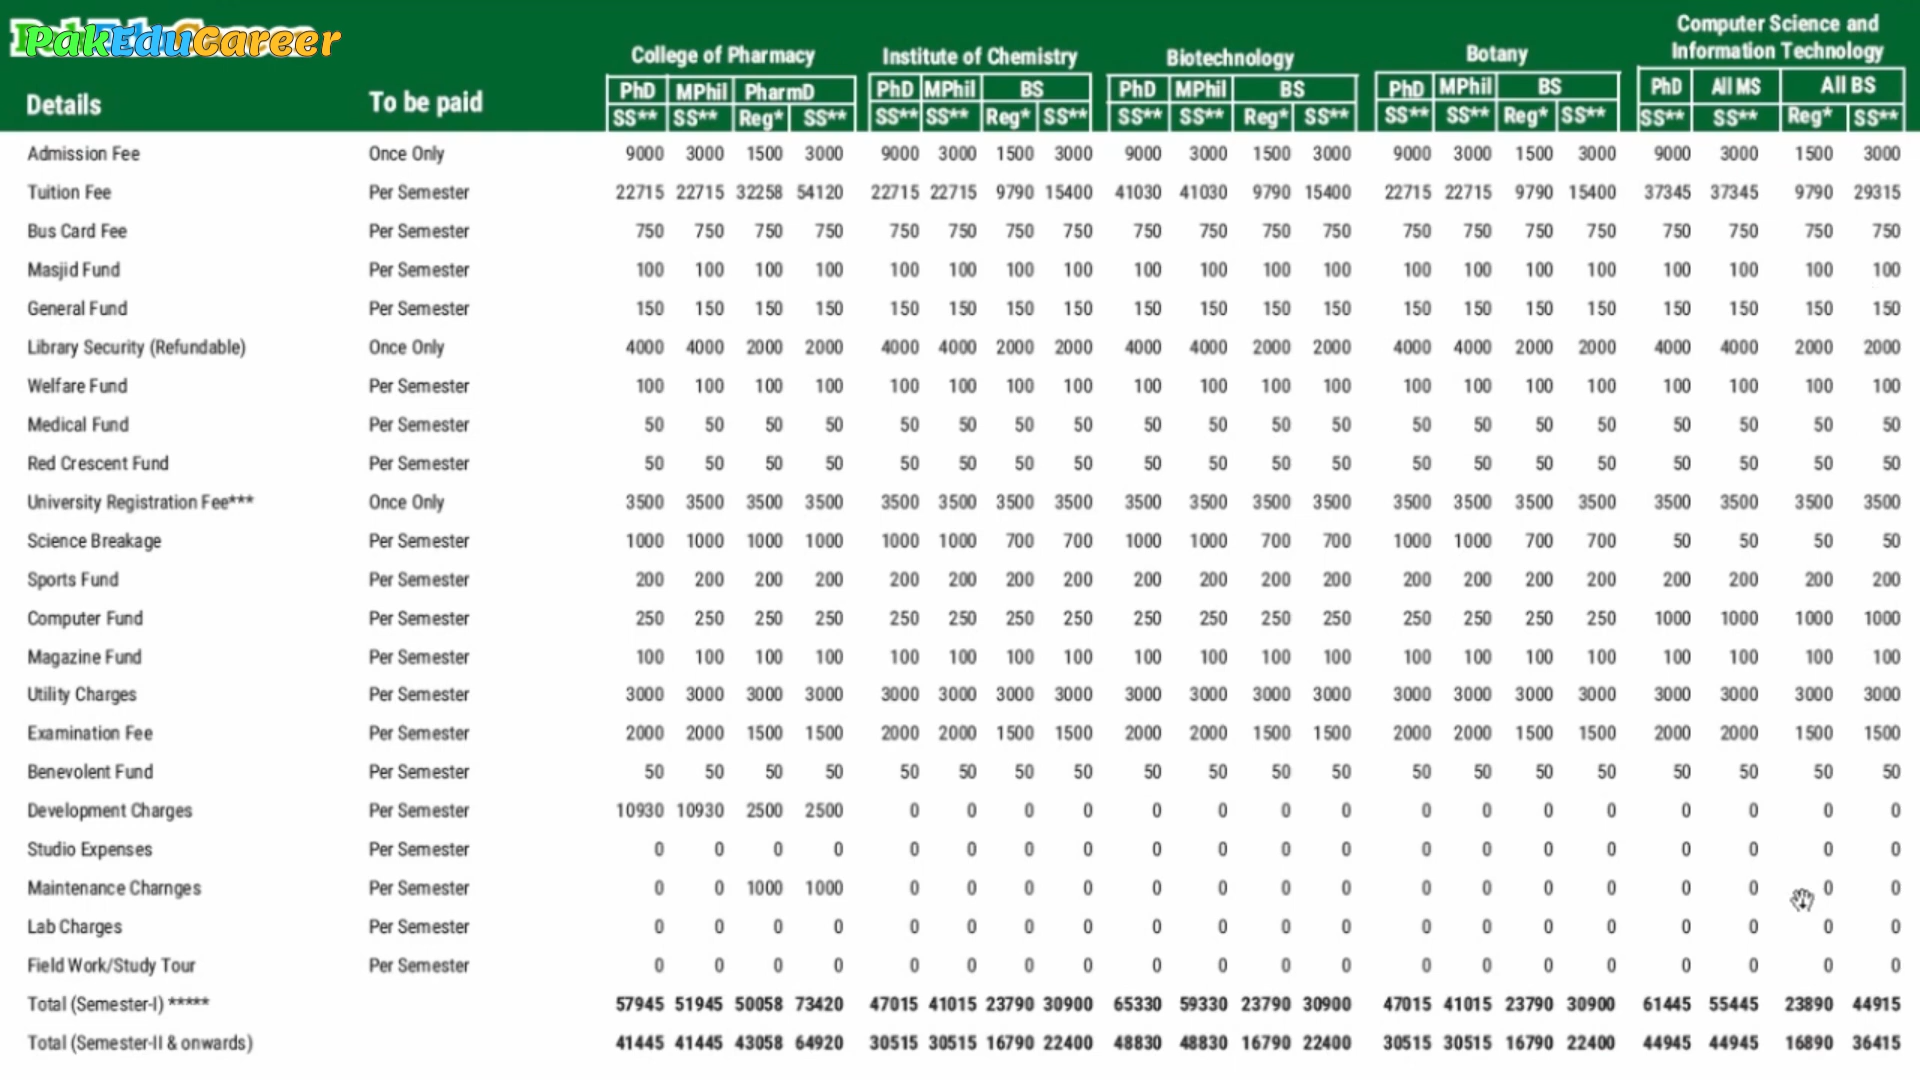 PakEduCareer
Computer Science and
College of Pharmacy Institute of Chemistry Biotechnology Botany Information Technology
PhD MPhil PharmD PhD MPhil BS PhD MPhil BS PhD MPhil BS PhD All MS All BS
Details To be paid
SS** SS** Reg* SS** SS** SS** Reg* SS** SS** SS** Reg* SS** SS** SS** Reg* SS** SS** SS** Reg* SS**
Admission Fee Once Only 9000 3000 1500 3000 9000 3000 1500 3000 9000 3000 1500 3000 9000 3000 1500 3000 9000 3000 1500 3000
Tuition Fee Per Semester 22715 22715 32258 54120 22715 22715 9790 15400 41030 41030 9790 15400 22715 22715 9790 15400 37345 37345 9790 29315
Bus Card Fee Per Semester 750 750 750 750 750 750 750 750 750 750 750 750 750 750 750 750 750 750 750 750
Masjid Fund Per Semester 100 100 100 100 100 100 100 100 100 100 100 100 100 100 100 100 100 100 100 100
General Fund Per Semester 150 150 150 150 150 150 150 150 150 150 150 150 150 150 150 150 150 150 150 150
Library Security (Refundable) Once Only 4000 4000 2000 2000 4000 4000 2000 2000 4000 4000 2000 2000 4000 4000 2000 2000 4000 4000 2000 2000
Welfare Fund Per Semester 100 100 100 100 100 100 100 100 100 100 100 100 100 100 100 100 100 100 100 100
Medical Fund Per Semester 50 50 50 50 50 50 50 50 50 50 50 50 50 50 50 50 50 50 50 50
Red Crescent Fund Per Semester 50 50 50 50 50 50 50 50 50 50 50 50 50 50 50 50 50 50 50 50
University Registration Fee*** Once Only 3500 3500 3500 3500 3500 3500 3500 3500 3500 3500 3500 3500 3500 3500 3500 3500 3500 3500 3500 3500
Science Breakage Per Semester 1000 1000 1000 1000 1000 1000 700 700 1000 1000 700 700 1000 1000 700 700 50 50 50 50
Sports Fund Per Semester 200 200 200 200 200 200 200 200 200 200 200 200 200 200 200 200 200 200 200 200
Computer Fund Per Semester 250 250 250 250 250 250 250 250 250 250 250 250 250 250 250 250 1000 1000 1000 1000
Magazine Fund Per Semester 100 100 100 100 100 100 100 100 100 100 100 100 100 100 100 100 100 100 100 100
Utility Charges Per Semester 3000 3000 3000 3000 3000 3000 3000 3000 3000 3000 3000 3000 3000 3000 3000 3000 3000 3000 3000 3000
Examination Fee Per Semester 2000 2000 1500 1500 2000 2000 1500 1500 2000 2000 1500 1500 2000 2000 1500 1500 2000 2000 1500 1500
Benevolent Fund Per Semester 50 50 50 50 50 50 50 50 50 50 50 50 50 50 50 50 50 50 50 50
Development Charges Per Semester 10930 10930 2500 2500 0 0 0 0 0 0 0 0 0 0 0 0 0 0 0 0
Studio Expenses Per Semester 0 0 0 0 0 0 0 0 0 0 0 0 0 0 0 0 0 0 0 0
Maintenance Charnges Per Semester 0 0 1000 1000 0 0 0 0 0 0 0 0 0 0 0 0 0 0 0 0
Lab Charges Per Semester 0 0 0 0 0 0 0 0 0 0 0 0 0 0 0 0 0 0 0 0
Field Work/Study Tour Per Semester 0 0 0 0 0 0 0 0 0 0 0 0 0 0 0 0 0 0 0 0
Total (Semester-I) ***** 57945 51945 50058 73420 47015 41015 23790 30900 65330 59330 23790 30900 47015 41015 23790 30900 61445 55445 23890 44915
Total (Semester-II & onwards) 41445 41445 43058 64920 30515 30515 16790 22400 48830 48830 16790 22400 30515 30515 16790 22400 44945 44945 16890 36415